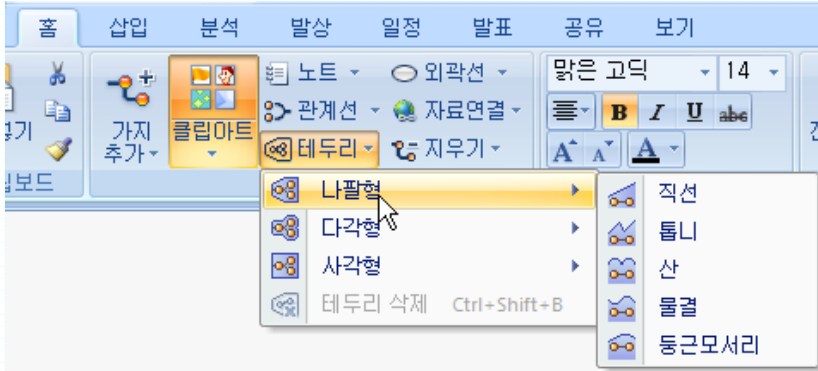 홈 삽입 분석 발상 일정 발표 공유 보기
노트 외곽선 맑은 고딕 14
가지 추가 클립아트 관계선 자료연결 B I U abc
테두리 지우기 A A A
나팔형 직선
다각형 톱니
사각형 산
테두리 삭제 Ctrl+Shift+B 물결
둥근모서리